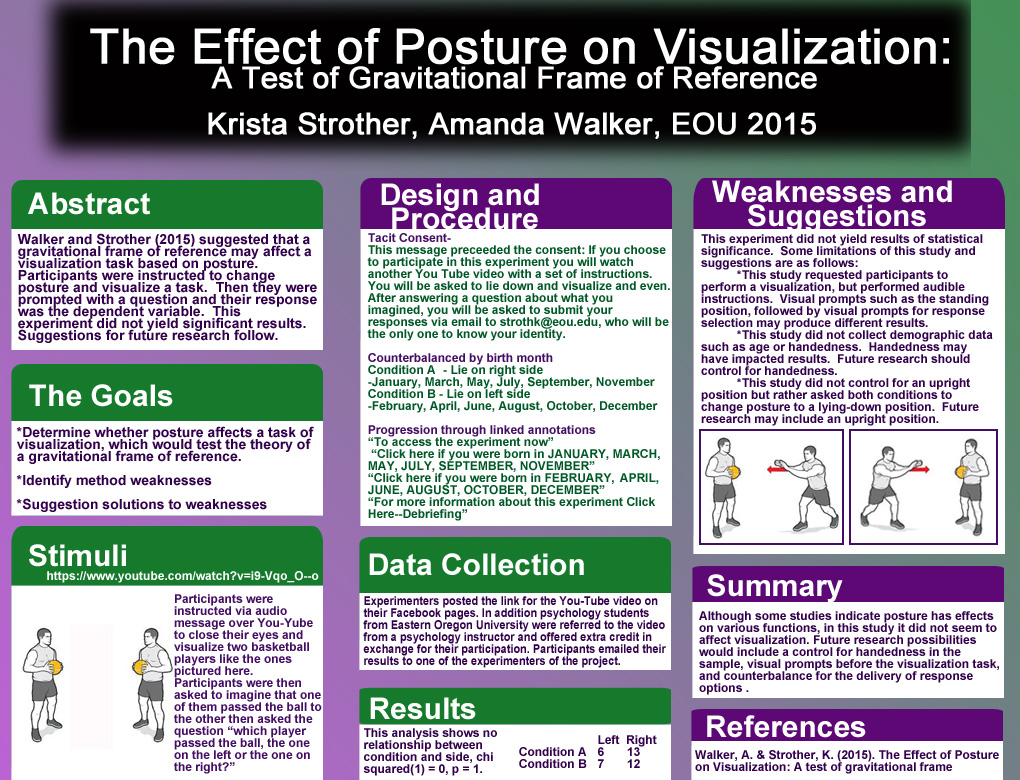 The Effect of Posture on Visualization:
A Test of Gravitational Frame of Reference
Krista Strother, Amanda Walker, EOU 2015
Abstract
Walker and Strother (2015) suggested that a
gravitational frame of reference may affect a
visualization task based on posture.
Participants were instructed to change
posture and visualize a task.  Then they were
prompted with a question and their response
was the dependent variable.  This
experiment did not yield significant results.
Suggestions for future research follow.
The Goals
*Determine whether posture affects a task of
visualization, which would test the theory of
a gravitational frame of reference.
*Identify method weaknesses
*Suggestion solutions to weaknesses
Stimuli
https://www.youtube.com/watch?v=i9-Vqo_O--o
Participants were
instructed via audio
message over You-Yube
to close their eyes and
visualize two basketball
players like the ones
pictured here.
Participants were then
asked to imagine that one
of them passed the ball to
the other then asked the
question “which player
passed the ball, the one
on the left or the one on
the right?”
Design and
Procedure
Tacit Consent-
This message preceeded the consent: If you choose
to participate in this experiment you will watch
another You Tube video with a set of instructions.
You will be asked to lie down and visualize and even.
After answering a question about what you
imagined, you will be asked to submit your
responses via email to strothk@eou.edu, who will be
the only one to know your identity.
Counterbalanced by birth month
Condition A  - Lie on right side
-January, March, May, July, September, November
Condition B - Lie on left side
-February, April, June, August, October, December
Progression through linked annotations
“To access the experiment now”
“Click here if you were born in JANUARY, MARCH,
MAY, JULY, SEPTEMBER, NOVEMBER”
“Click here if you were born in FEBRUARY, APRIL,
JUNE, AUGUST, OCTOBER, DECEMBER”
“For more information about this experiment Click
Here--Debriefing”
Data Collection
Experimenters posted the link for the You-Tube video on
their Facebook pages. In addition psychology students
from Eastern Oregon University were referred to the video
from a psychology instructor and offered extra credit in
exchange for their participation. Participants emailed their
results to one of the experimenters of the project.
Results
This analysis shows no
relationship between
condition and side, chi
squared(1) = 0, p = 1.
Left Right
Condition A 6 13
Condition B 7 12
Weaknesses and
Suggestions
This experiment did not yield results of statistical
significance.  Some limitations of this study and
suggestions are as follows:
*This study requested participants to
perform a visualization, but performed audible
instructions.  Visual prompts such as the standing
position, followed by visual prompts for response
selection may produce different results.
*This study did not collect demographic data
such as age or handedness.  Handedness may
have impacted results.  Future research should
control for handedness.
*This study did not control for an upright
position but rather asked both conditions to
change posture to a lying-down position.  Future
research may include an upright position.
Summary
Although some studies indicate posture has effects
on various functions, in this study it did not seem to
affect visualization. Future research possibilities
would include a control for handedness in the
sample, visual prompts before the visualization task,
and counterbalance for the delivery of response
options .
References
Walker, A. & Strother, K. (2015). The Effect of Posture
on Visualization: A test of gravitational frame